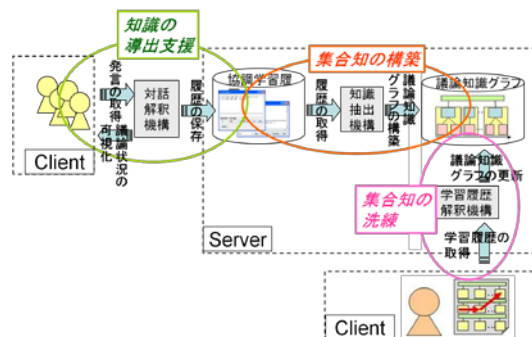 知識の
導出支援
集合知の構築
発言の取得
議論状況の
可視化
対話
解釈
機構
履歴の保存
協調学習履
歴
履歴の取得
知識
抽出
機構
議論知識
グラフの構築
議論知識グラフ
議論知識
グラフの更新
集合知の
洗練
学習履歴
解釈機構
学習履歴の
取得
Client
Server
Client